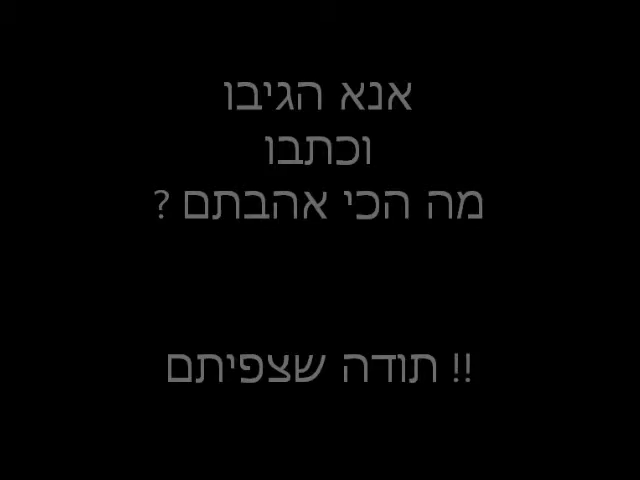 אנא הגיבו
וכתבו
מה הכי אהבתם ?
!! תודה שצפיתם